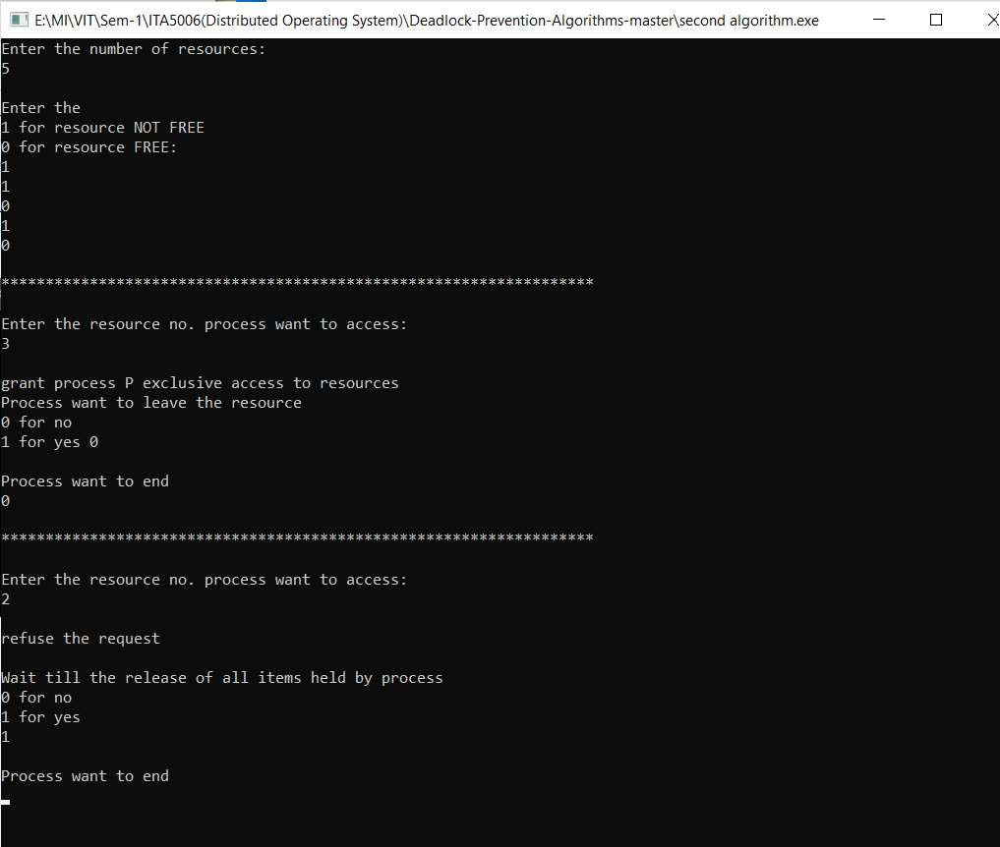 E:\MI\VIT\Sem-1\ITA5006(Distributed Operating System)\Deadlock-Prevention-Algorithms-master\second algorithm.exe
Enter the number of resources:
5
Enter the
1 for resource NOT FREE
0 for resource FREE:
1
1
0
1
0
*******************************************************************
Enter the resource no. process want to access:
3
grant process P exclusive access to resources
Process want to leave the resource
0 for no
1 for yes 0
Process want to end
0
*******************************************************************
Enter the resource no. process want to access:
2
refuse the request
Wait till the release of all items held by process
0 for no
1 for yes
1
Process want to end